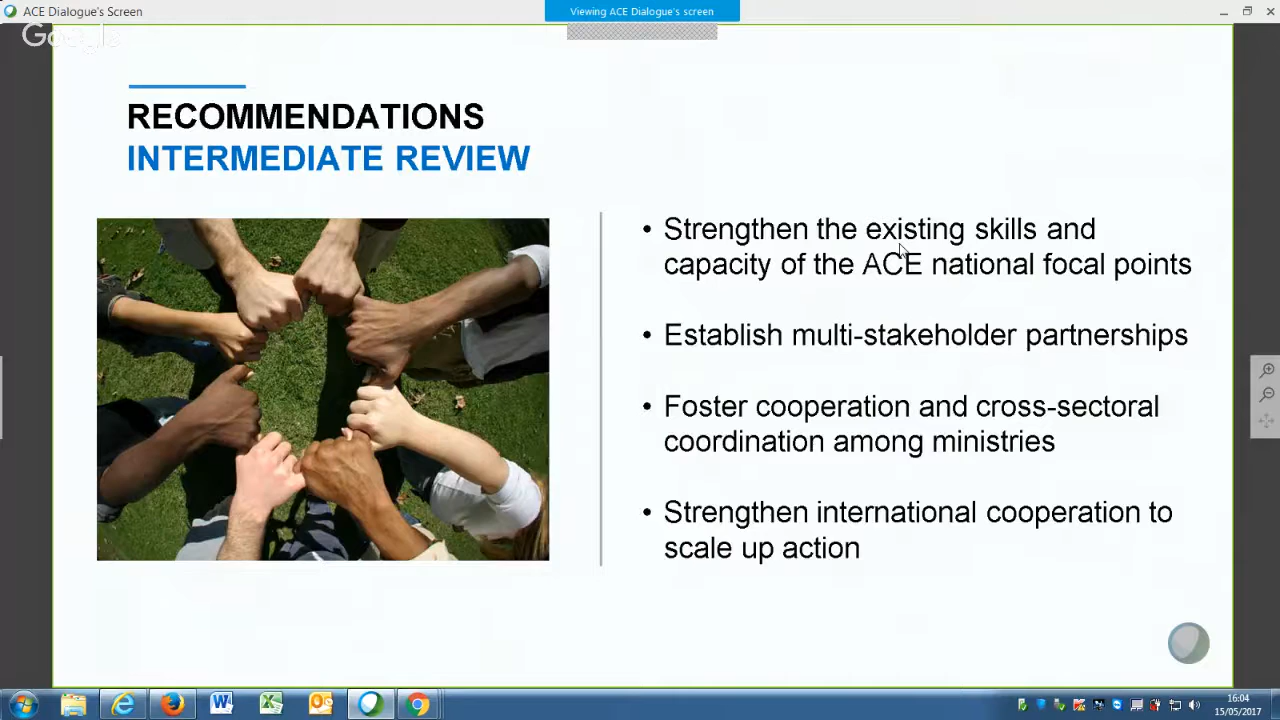 ACE Dialogue's Screen
Viewing ACE Dialogue's screen
Google
RECOMMENDATIONS
INTERMEDIATE REVIEW
• Strengthen the existing skills and
capacity of the ACE national focal points
• Establish multi-stakeholder partnerships
• Foster cooperation and cross-sectoral
coordination among ministries
• Strengthen international cooperation to
scale up action
16:04
15/05/2017